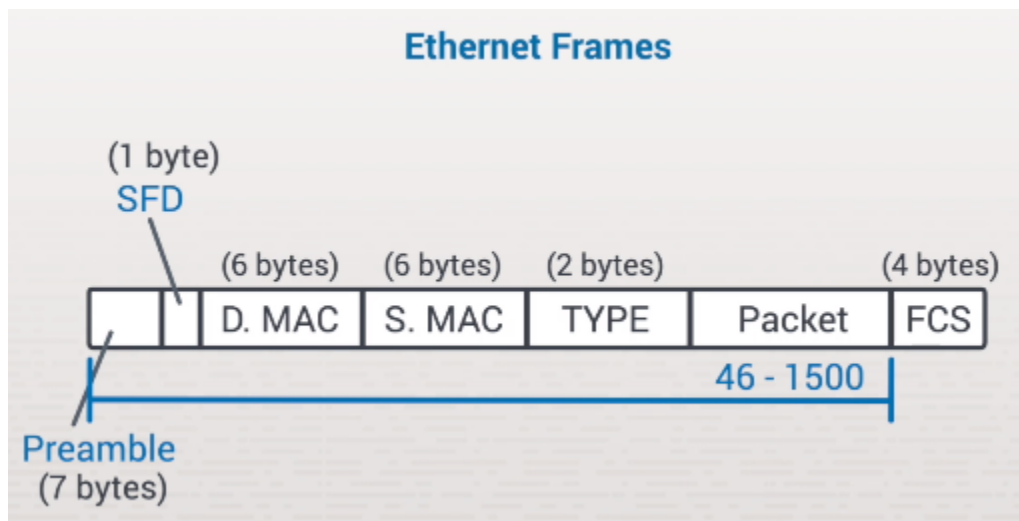 Ethernet Frames
(1 byte)
SFD
(6 bytes) (6 bytes) (2 bytes) (4 bytes)
D. MAC S. MAC TYPE Packet FCS
46 - 1500
Preamble
(7 bytes)